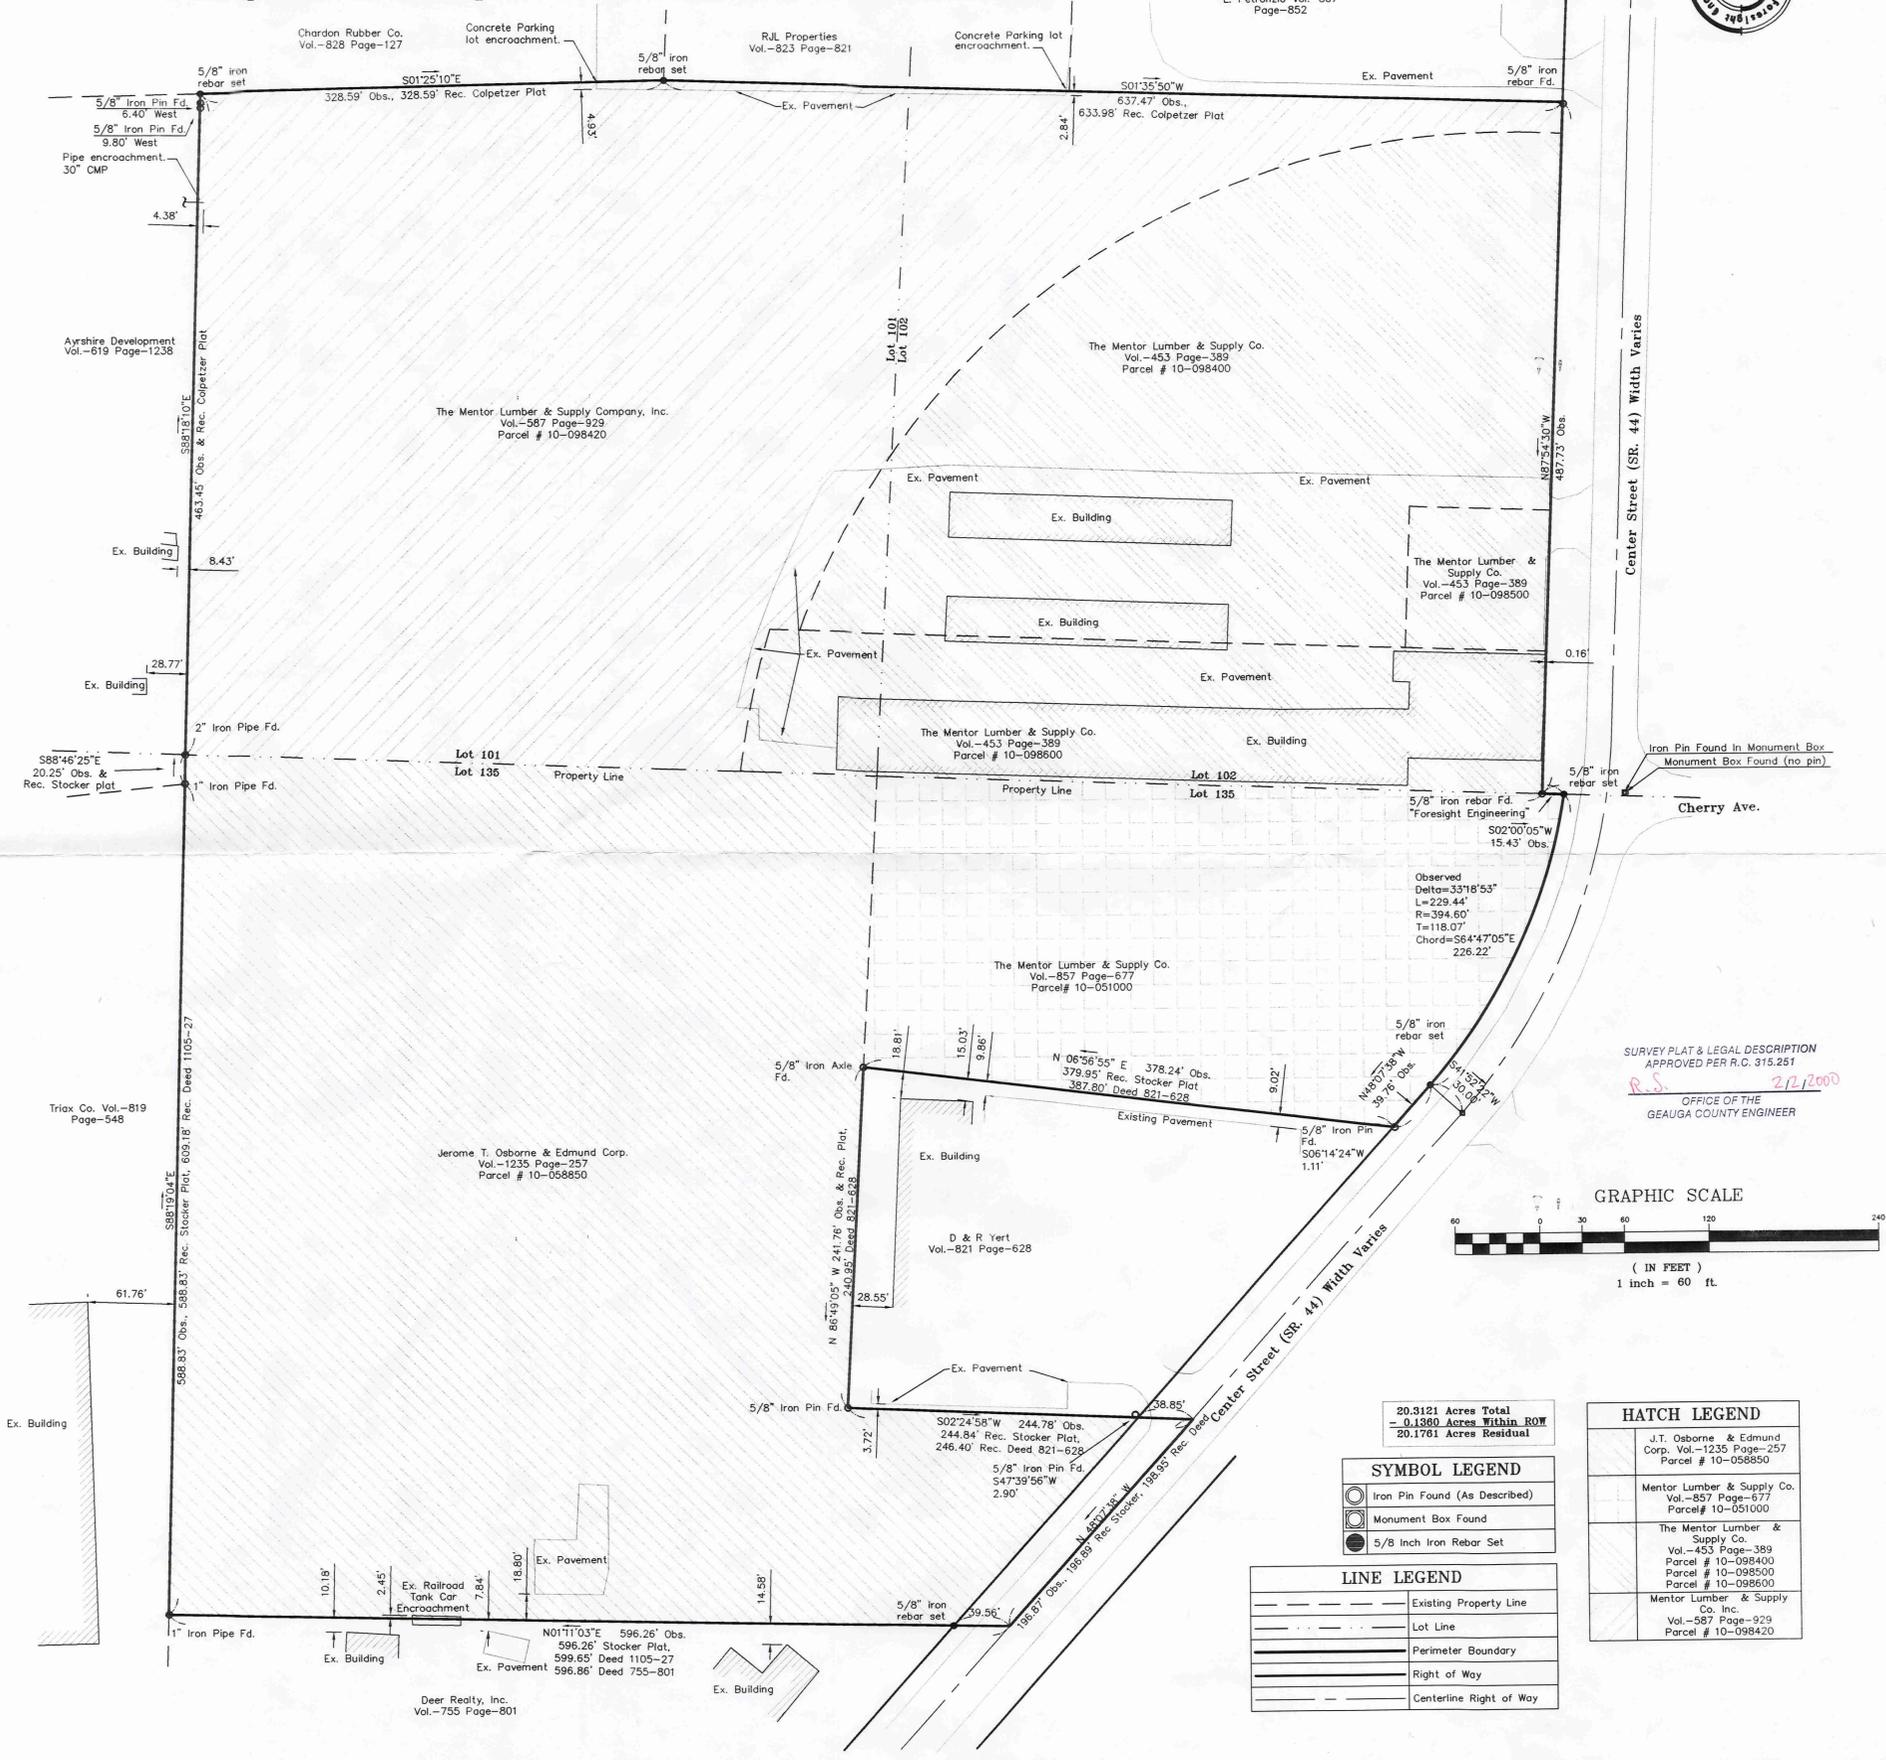 Page-852
Foresight Eng
Chardon Rubber Co.
Vol.-828 Page-127
Concrete Parking
lot encroachment.
RJL Properties
Vol.-823 Page-821
Concrete Parking lot
encroachment.
5/8" iron
rebar set
5/8" iron
rebar set
Ex. Pavement
5/8" iron
rebar Fd.
S01°25'10"E
328.59' Obs., 328.59' Rec. Colpetzer Plat
Ex. Pavement
S01°35'50"W
637.47' Obs.,
633.98' Rec. Colpetzer Plat
4.93'
2.84'
5/8" Iron Pin Fd.
6.40' West
5/8" Iron Pin Fd.
9.80' West
Pipe encroachment.
30" CMP
4.38'
Ayrshire Development
Vol.-619 Page-1238
S88°18'10"E
463.45' Obs. & Rec. Colpetzer Plat
Lot 101
Lot 102
The Mentor Lumber & Supply Co.
Vol.-453 Page-389
Parcel # 10-098400
The Mentor Lumber & Supply Company, Inc.
Vol.-587 Page-929
Parcel # 10-098420
N87°54'30"W
487.73' Obs.
Center Street (SR. 44) Width Varies
Ex. Pavement
Ex. Pavement
Ex. Building
Ex. Building
8.43'
The Mentor Lumber &
Supply Co.
Vol.-453 Page-389
Parcel # 10-098500
Ex. Building
Ex. Pavement
0.16'
28.77'
Ex. Building
Ex. Pavement
2" Iron Pipe Fd.
The Mentor Lumber & Supply Co.
Vol.-453 Page-389
Parcel # 10-098600
Ex. Building
Iron Pin Found In Monument Box
Monument Box Found (no pin)
S88°46'25"E
20.25' Obs. &
Rec. Stocker plat
Lot 101
Lot 135
Property Line
1" Iron Pipe Fd.
Lot 102
Property Line
Lot 135
5/8" iron
rebar set
5/8" iron rebar Fd.
"Foresight Engineering"
Cherry Ave.
S02°00'05"W
15.43' Obs.
Observed
Delta=33°18'53"
L=229.44'
R=394.60'
T=118.07'
Chord=S64°47'05"E
226.22'
The Mentor Lumber & Supply Co.
Vol.-857 Page-677
Parcel# 10-051000
5/8" iron
rebar set
5/8" Iron Axle
Fd.
18.81'
15.03'
9.86'
N 06°56'55" E 378.24' Obs.
379.95' Rec. Stocker Plat
387.80' Deed 821-628
9.02'
N48°07'38"W
39.76' Obs.
S41°52'22"W
30.00'
Existing Pavement
5/8" Iron Pin
Fd.
S06°14'24"W
1.11'
SURVEY PLAT & LEGAL DESCRIPTION
APPROVED PER R.C. 315.251
R.S. 2/2/2000
OFFICE OF THE
GEAUGA COUNTY ENGINEER
Triax Co. Vol.-819
Page-548
S88°19'04"E
588.83' Obs., 588.83' Rec. Stocker Plat, 609.18' Rec. Deed 1105-27
Jerome T. Osborne & Edmund Corp.
Vol.-1235 Page-257
Parcel # 10-058850
Ex. Building
N 86°49'05" W 241.76' Obs. & Rec. Plat,
240.95' Deed 821-628
D & R Yert
Vol.-821 Page-628
28.55'
Center Street (SR. 44) Width Varies
GRAPHIC SCALE
60 0 30 60 120 240
( IN FEET )
1 inch = 60 ft.
61.76'
Ex. Building
Ex. Pavement
5/8" Iron Pin Fd.
38.85'
3.72'
S02°24'58"W 244.78' Obs.
244.84' Rec. Stocker Plat,
246.40' Rec. Deed 821-628
5/8" Iron Pin Fd.
S47°39'56"W
2.90'
N 48°07'38" W
196.87' Obs., 196.89' Rec Stocker, 198.95' Rec. Deed
20.3121 Acres Total
- 0.1360 Acres Within ROW
20.1761 Acres Residual
SYMBOL LEGEND
Iron Pin Found (As Described)
Monument Box Found
5/8 Inch Iron Rebar Set
LINE LEGEND
Existing Property Line
Lot Line
Perimeter Boundary
Right of Way
Centerline Right of Way
HATCH LEGEND
J.T. Osborne & Edmund
Corp. Vol.-1235 Page-257
Parcel # 10-058850
Mentor Lumber & Supply Co.
Vol.-857 Page-677
Parcel# 10-051000
The Mentor Lumber &
Supply Co.
Vol.-453 Page-389
Parcel # 10-098400
Parcel # 10-098500
Parcel # 10-098600
Mentor Lumber & Supply
Co. Inc.
Vol.-587 Page-929
Parcel # 10-098420
Ex. Pavement
10.18'
2.45'
Ex. Railroad
Tank Car
Encroachment
7.84'
18.80'
14.58'
5/8" iron
rebar set
39.56'
1" Iron Pipe Fd.
Ex. Building
Ex. Pavement
N01°11'03"E 596.26' Obs.
596.26' Stocker Plat,
599.65' Deed 1105-27
596.86' Deed 755-801
Ex. Building
Deer Realty, Inc.
Vol.-755 Page-801